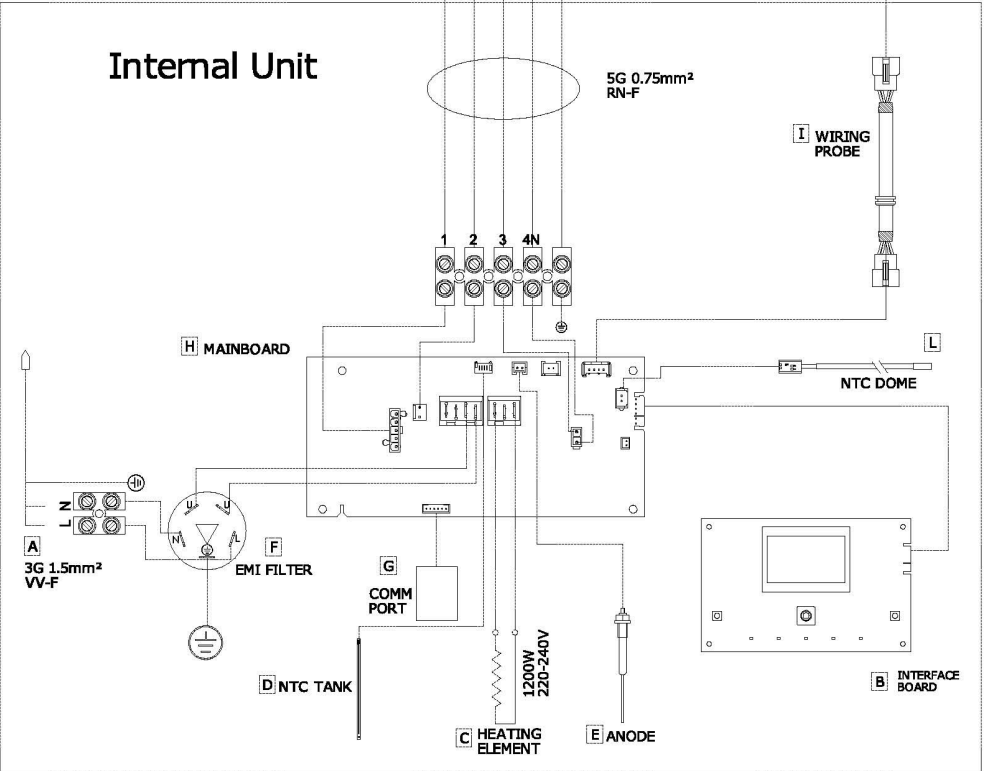 Internal Unit
5G 0.75mm²
RN-F
I WIRING
PROBE
1 2 3 4N
H MAINBOARD
L
NTC DOME
N
L
U U
N L
A
3G 1.5mm²
VV-F
F
EMI FILTER
G
COMM
PORT
1200W
220-240V
D NTC TANK
C HEATING
ELEMENT
E ANODE
B INTERFACE
BOARD